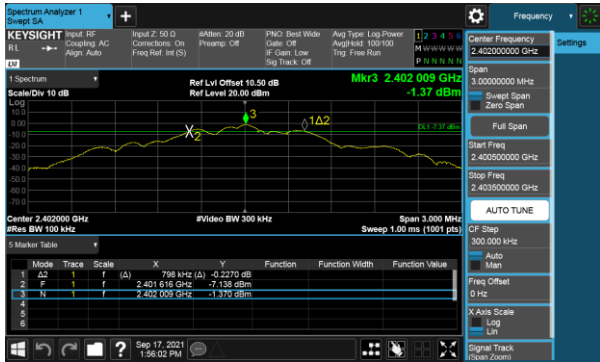 Spectrum Analyzer 1
Swept SA
Frequency
KEYSIGHT Input: RF Input Z: 50 Ω #Atten: 20 dB PNO: Best Wide Avg Type: Log-Power 1 2 3 4 5 6
RL Coupling: AC Corrections: On Preamp: Off Gate: Off Avg|Hold: 100/100 M W W W W W
Align: Auto Freq Ref: Int (S) IF Gain: Low Trig: Free Run
Sig Track: Off P N N N N N
LXI
1 Spectrum Ref Lvl Offset 10.50 dB Mkr3 2.402 009 GHz
Scale/Div 10 dB Ref Level 20.00 dBm -1.37 dBm
Log
10.0
0.00
-10.0
-20.0
-30.0
-40.0
-50.0
-60.0
-70.0
3
1Δ2
2
DL1 -7.37 dBm
Center 2.402000 GHz #Video BW 300 kHz Span 3.000 MHz
#Res BW 100 kHz Sweep 1.00 ms (1001 pts)
5 Marker Table
Mode Trace Scale X Y Function Function Width Function Value
1 Δ2 1 f (Δ) 798 kHz (Δ) -0.2270 dB
2 F 1 f 2.401 616 GHz -7.138 dBm
3 N 1 f 2.402 009 GHz -1.370 dBm
4
5
6
Sep 17, 2021
1:56:02 PM
Center Frequency
2.402000000 GHz
Settings
Span
3.00000000 MHz
Swept Span
Zero Span
Full Span
Start Freq
2.400500000 GHz
Stop Freq
2.403500000 GHz
AUTO TUNE
CF Step
300.000 kHz
Auto
Man
Freq Offset
0 Hz
X Axis Scale
Log
Lin
Signal Track
(Span Zoom)